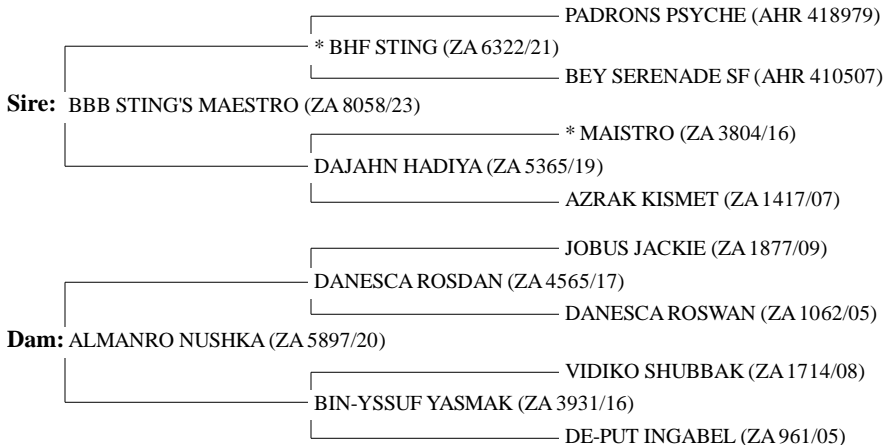 PADRONS PSYCHE (AHR 418979)
* BHF STING (ZA 6322/21)
BEY SERENADE SF (AHR 410507)
Sire: BBB STING'S MAESTRO (ZA 8058/23)
* MAISTRO (ZA 3804/16)
DAJAHN HADIYA (ZA 5365/19)
AZRAK KISMET (ZA 1417/07)
JOBUS JACKIE (ZA 1877/09)
DANESCA ROSDAN (ZA 4565/17)
DANESCA ROSWAN (ZA 1062/05)
Dam: ALMANRO NUSHKA (ZA 5897/20)
VIDIKO SHUBBAK (ZA 1714/08)
BIN-YSSUF YASMAK (ZA 3931/16)
DE-PUT INGABEL (ZA 961/05)